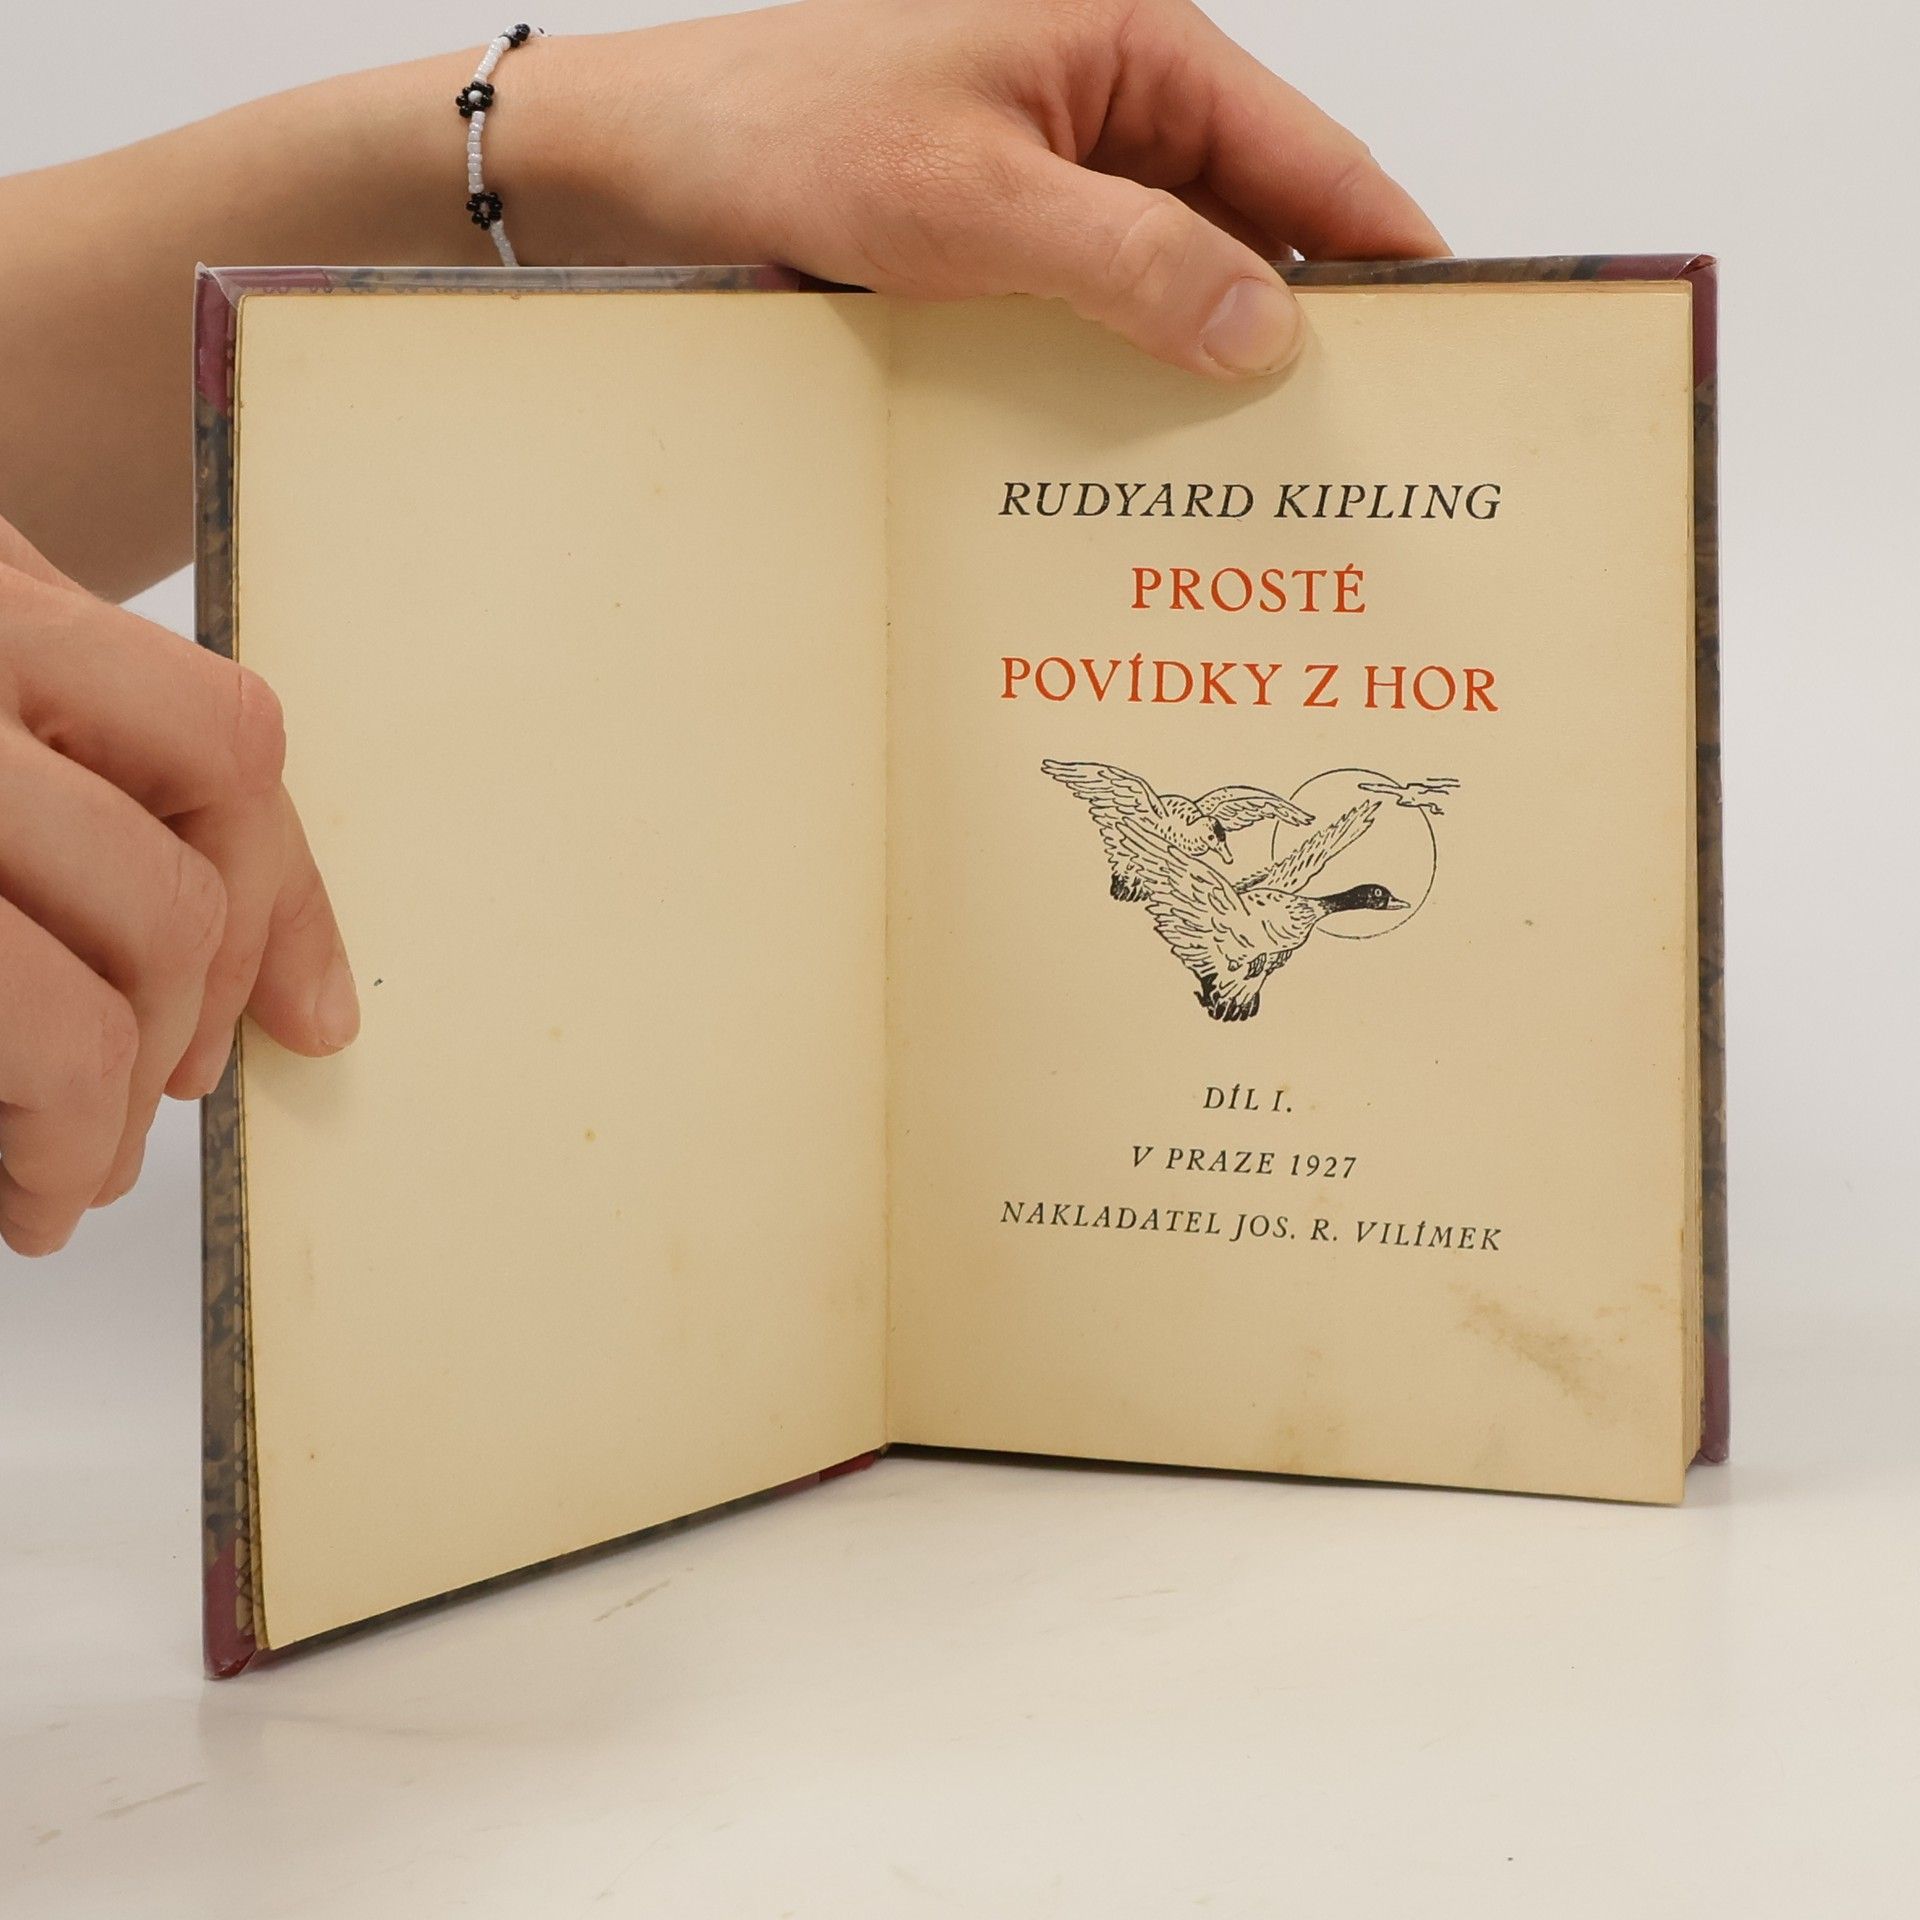 RUDYARD KIPLING
PROSTÉ
POVÍDKY Z HOR
DÍL I.
V PRAZE 1927
NAKLADATEL JOS. R. VILÍMEK